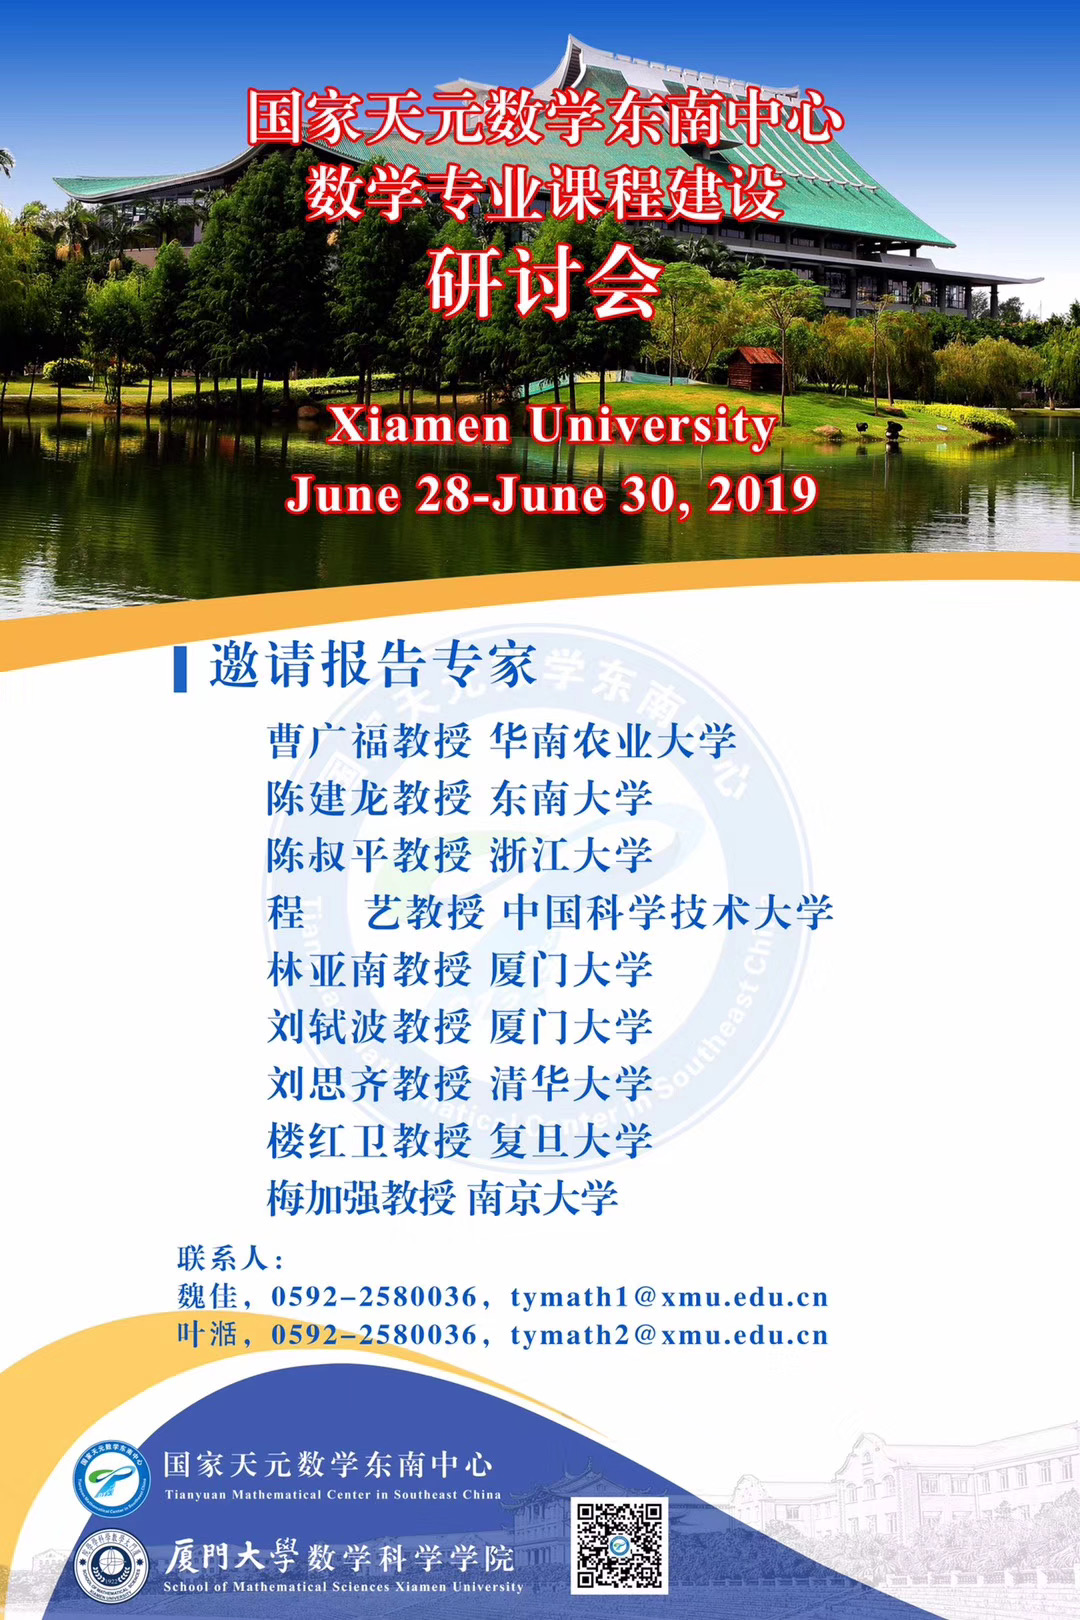 国家天元数学东南中心
数学专业课程建设
研讨会
Xiamen University
June 28-June 30, 2019
邀请报告专家
曹广福教授 华南农业大学
陈建龙教授 东南大学
陈叔平教授 浙江大学
程 艺教授 中国科学技术大学
林亚南教授 厦门大学
刘轼波教授 厦门大学
刘思齐教授 清华大学
楼红卫教授 复旦大学
梅加强教授 南京大学
联系人:
魏佳, 0592-2580036, tymath1@xmu.edu.cn
叶湉, 0592-2580036, tymath2@xmu.edu.cn
国家天元数学东南中心
Tianyuan Mathematical Center in Southeast China
厦門大學 数学科学学院
School of Mathematical Sciences Xiamen University